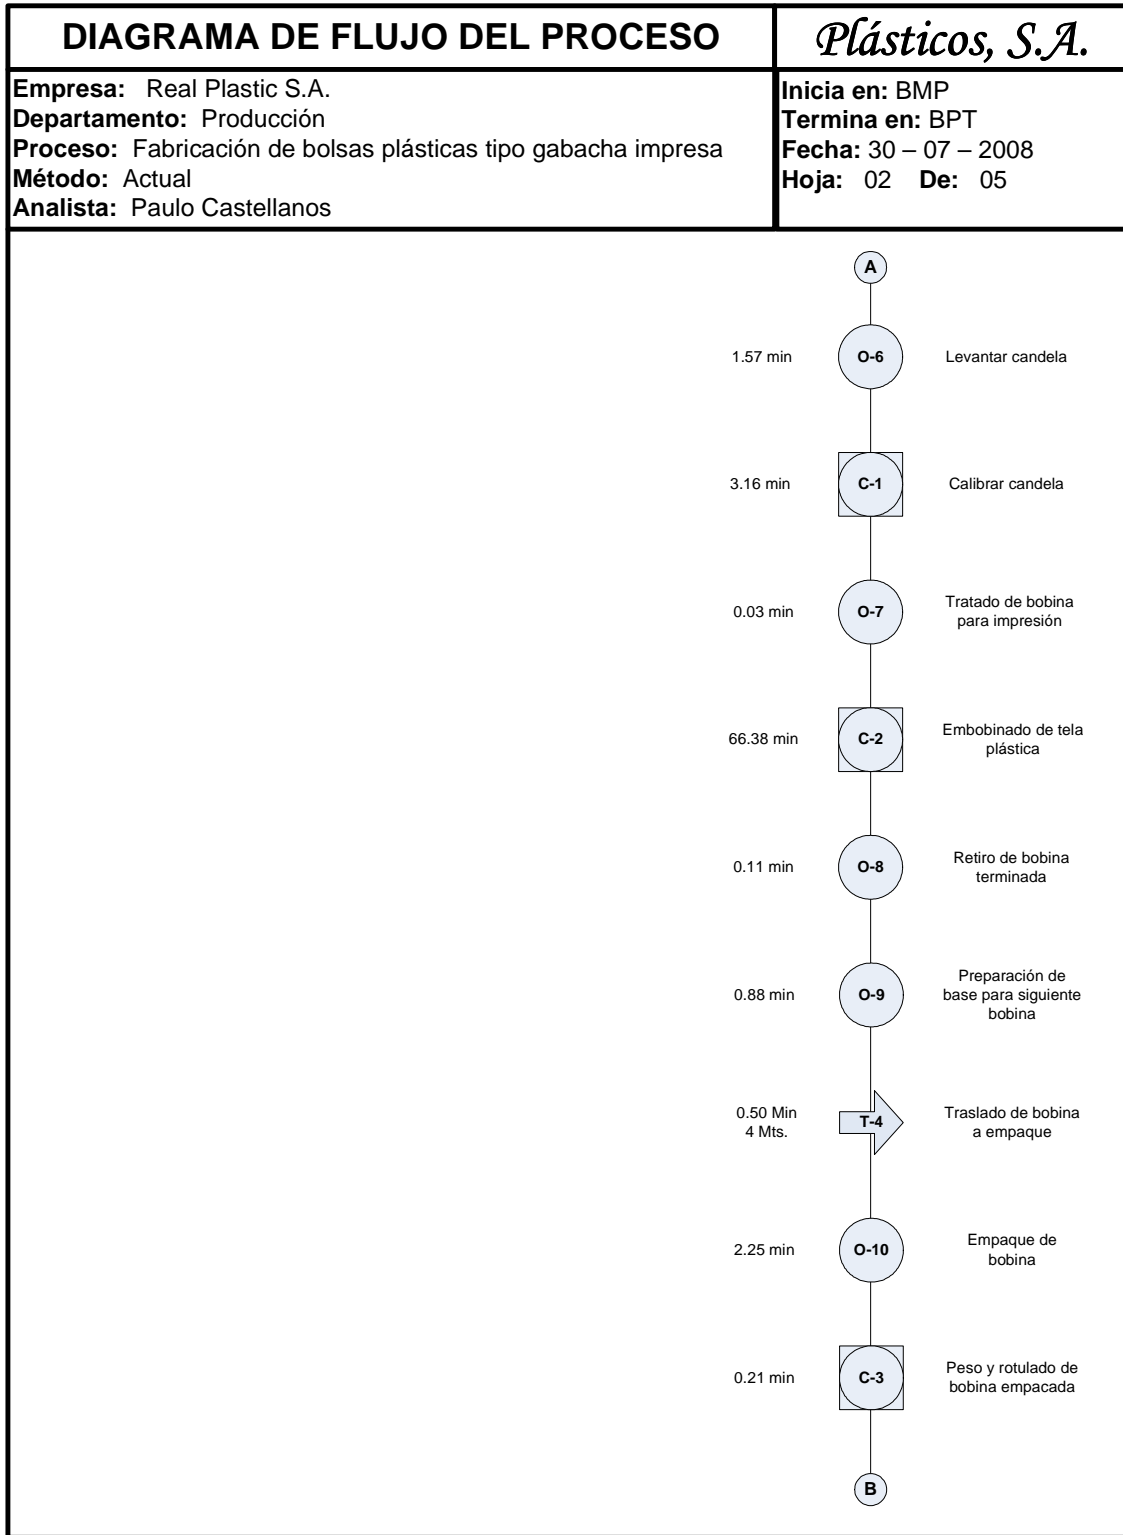 DIAGRAMA DE FLUJO DEL PROCESO
Plásticos, S.A.
Empresa: Real Plastic S.A.
Departamento: Producción
Proceso: Fabricación de bolsas plásticas tipo gabacha impresa
Método: Actual
Analista: Paulo Castellanos
Inicia en: BMP
Termina en: BPT
Fecha: 30 – 07 – 2008
Hoja: 02 De: 05
A
1.57 min O-6 Levantar candela
3.16 min C-1 Calibrar candela
0.03 min O-7 Tratado de bobina
para impresión
66.38 min C-2 Embobinado de tela
plástica
0.11 min O-8 Retiro de bobina
terminada
0.88 min O-9 Preparación de
base para siguiente
bobina
0.50 Min
4 Mts.
T-4
Traslado de bobina
a empaque
2.25 min O-10 Empaque de
bobina
0.21 min C-3 Peso y rotulado de
bobina empacada
B